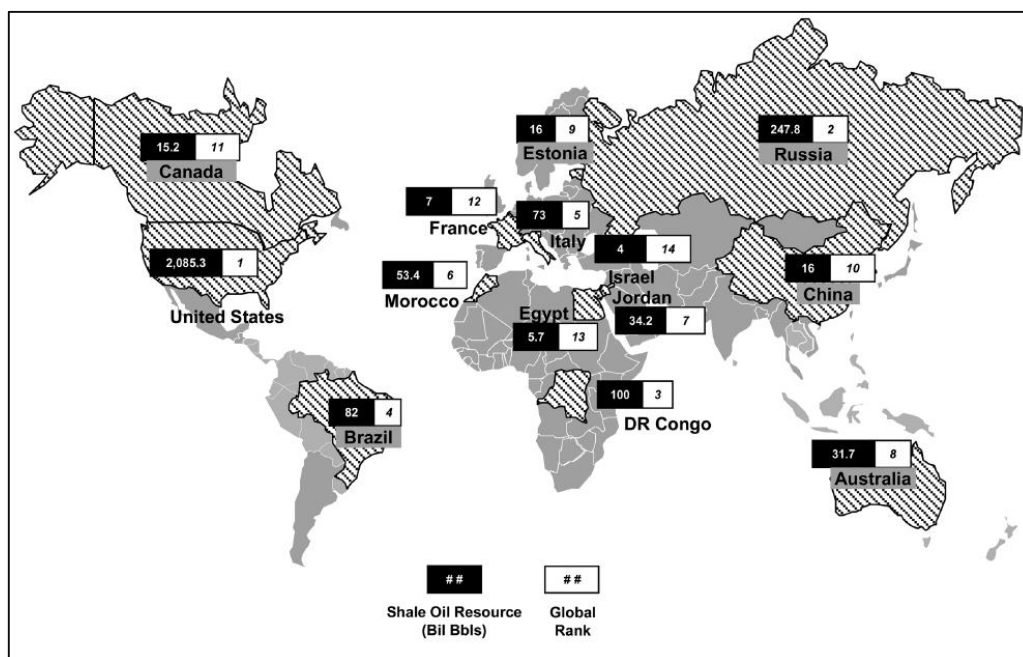 15.2 11
Canada
2,085.3 1
United States
82 4
Brazil
16 9
Estonia
7 12
France
73 5
Italy
4 14
Israel
53.4 6
Morocco
Jordan
34.2 7
Egypt
5.7 13
100 3
DR Congo
247.8 2
Russia
16 10
China
31.7 8
Australia
##
Shale Oil Resource
(Bil Bbls)
##
Global
Rank